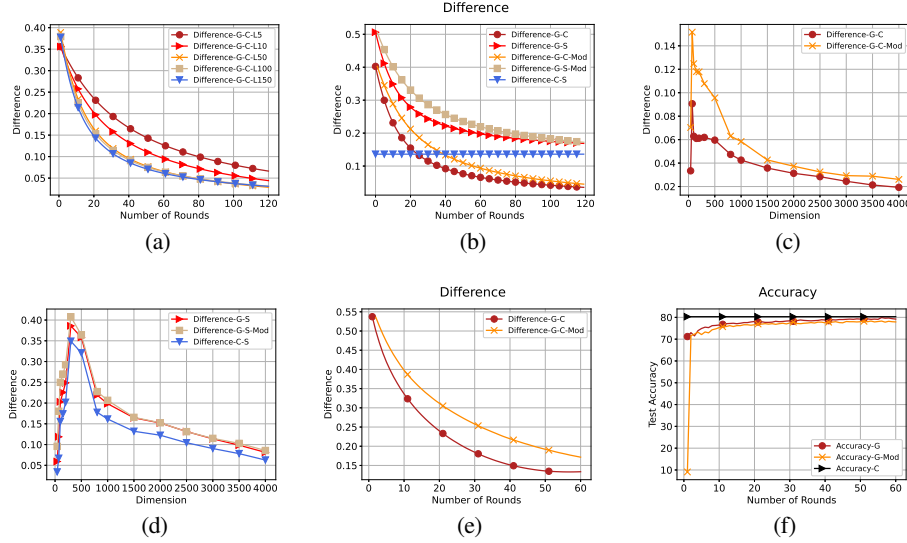 Difference
0.40
0.35
0.30
0.25
0.20
0.15
0.10
0.05
0 20 40 60 80 100 120
Difference
Number of Rounds
Difference-G-C-L5
Difference-G-C-L10
Difference-G-C-L50
Difference-G-C-L100
Difference-G-C-L150
(a)
0.5
0.4
0.3
0.2
0.1
0 20 40 60 80 100 120
Difference
Number of Rounds
Difference-G-C
Difference-G-S
Difference-G-C-Mod
Difference-G-S-Mod
Difference-C-S
(b)
0.14
0.12
0.10
0.08
0.06
0.04
0.02
0 500 1000 1500 2000 2500 3000 3500 4000
Difference
Dimension
Difference-G-C
Difference-G-C-Mod
(c)
0.40
0.35
0.30
0.25
0.20
0.15
0.10
0.05
0 500 1000 1500 2000 2500 3000 3500 4000
Difference
Dimension
Difference-G-S
Difference-G-S-Mod
Difference-C-S
(d)
Difference
0.55
0.50
0.45
0.40
0.35
0.30
0.25
0.20
0.15
0 10 20 30 40 50 60
Difference
Number of Rounds
Difference-G-C
Difference-G-C-Mod
(e)
Accuracy
80
70
60
50
40
30
20
10
0 10 20 30 40 50 60
Test Accuracy
Number of Rounds
Accuracy-G
Accuracy-G-Mod
Accuracy-C
(f)